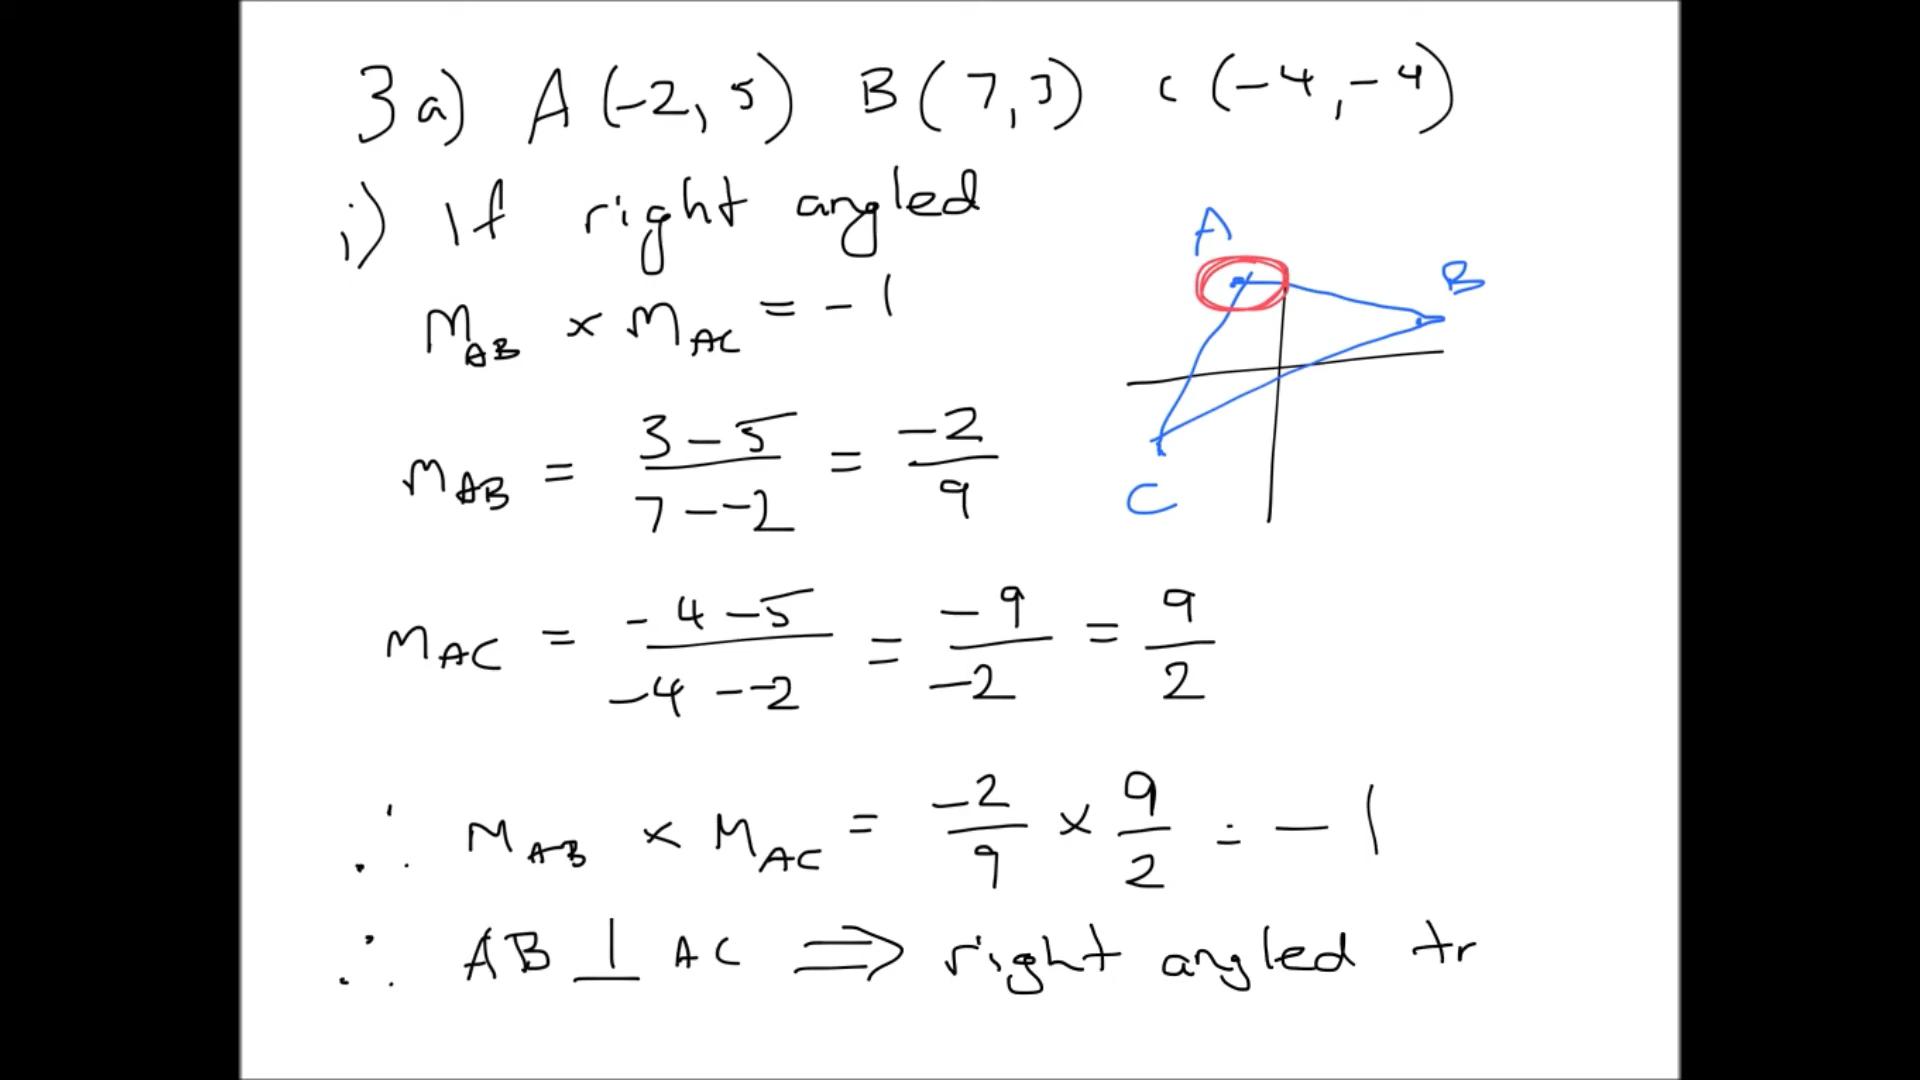 3a) A (-2, 5) B (7, 3) C (-4, -4)
i) If right angled
A
B
C
M_AB × M_AC = -1
M_AB = (3 - 5)/(7 - -2) = -2/9
M_AC = (-4 - 5)/(-4 - -2) = -9/-2 = 9/2
∴ M_AB × M_AC = -2/9 × 9/2 = -1
∴ AB ⊥ AC ⇒ right angled tr